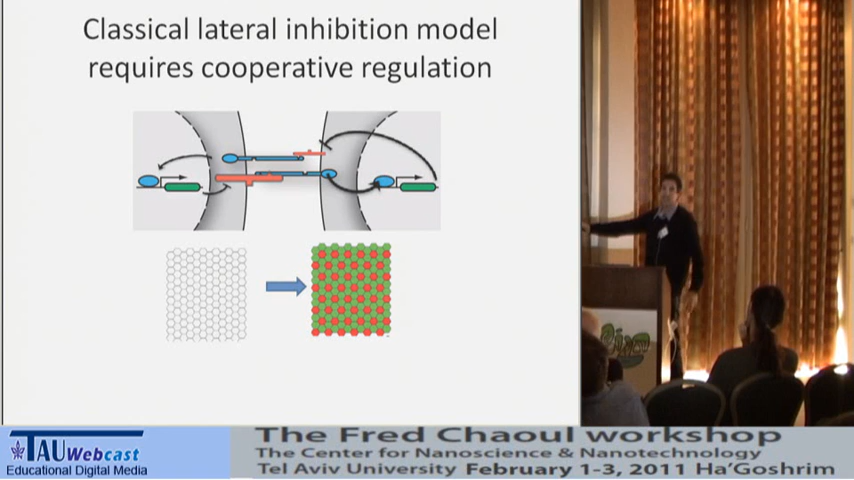 Classical lateral inhibition model
requires cooperative regulation
TAU Webcast
Educational Digital Media
The Fred Chaoul workshop
The Center for Nanoscience & Nanotechnology
Tel Aviv University February 1-3, 2011 Ha'Goshrim